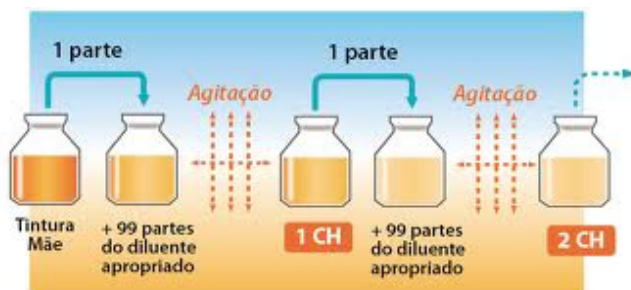 1 parte
1 parte
Agitação
Agitação
Tintura
Mãe
+ 99 partes
do diluente
apropriado
1 CH
+ 99 partes
do diluente
apropriado
2 CH